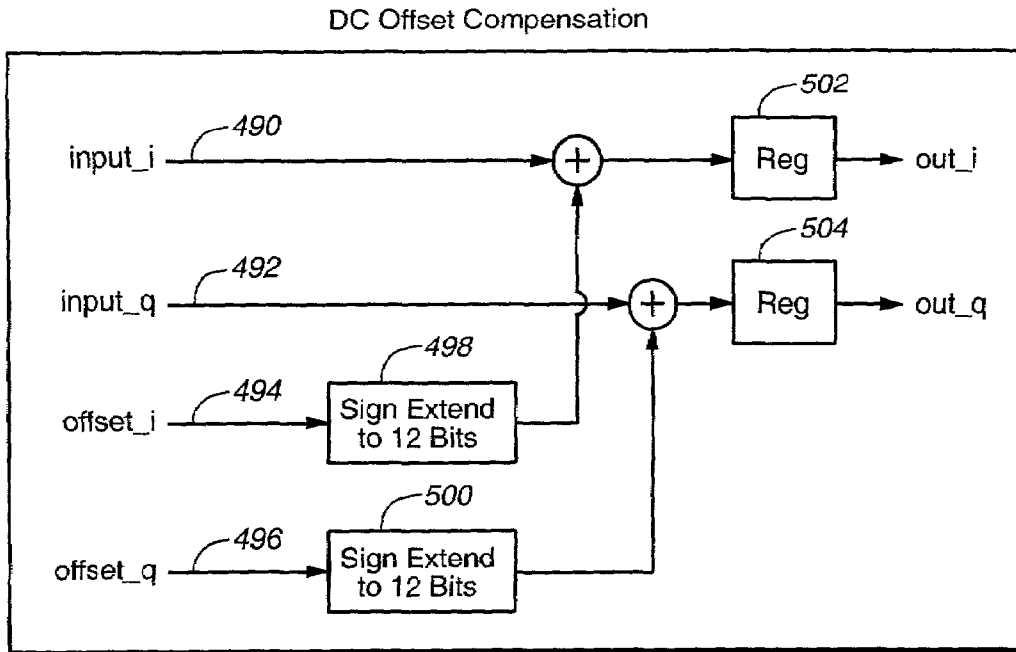 DC Offset Compensation
502
490
input_i
+
Reg
out_i
504
492
input_q
+
Reg
out_q
498
494
offset_i
Sign Extend
to 12 Bits
500
496
offset_q
Sign Extend
to 12 Bits